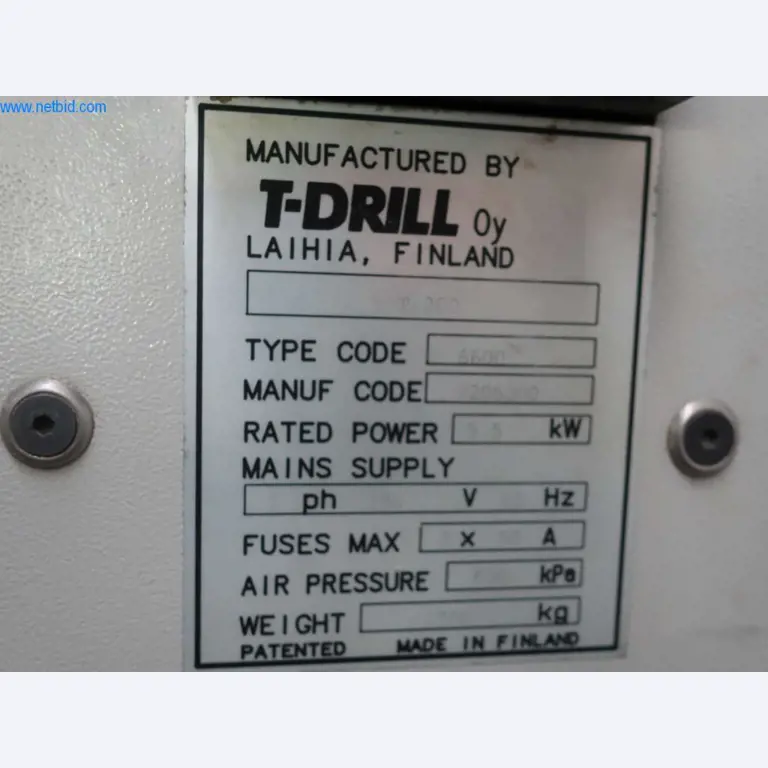 www.netbid.com
MANUFACTURED BY
T-DRILL Oy
LAIHIA, FINLAND
TYPE CODE
MANUF CODE
RATED POWER kW
MAINS SUPPLY
ph V Hz
FUSES MAX x A
AIR PRESSURE kPa
WEIGHT kg
PATENTED MADE IN FINLAND